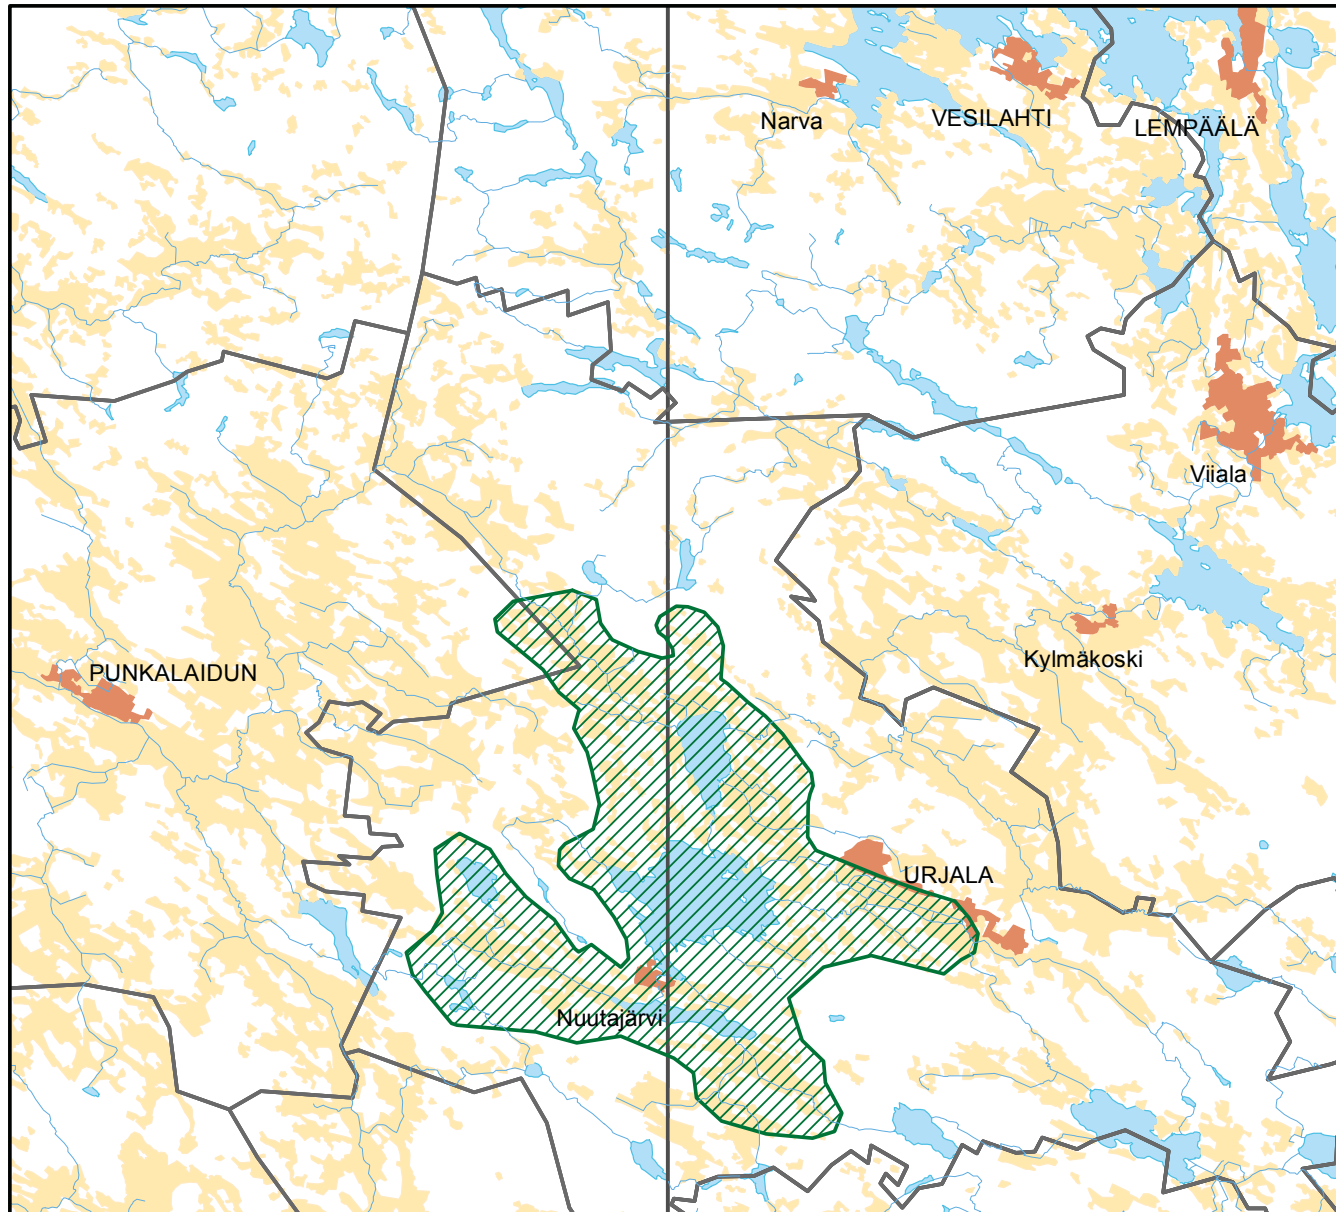 Narva
VESILAHTI
LEMPÄÄLÄ
Viiala
Kylmäkoski
PUNKALAIDUN
URJALA
Nuutajärvi